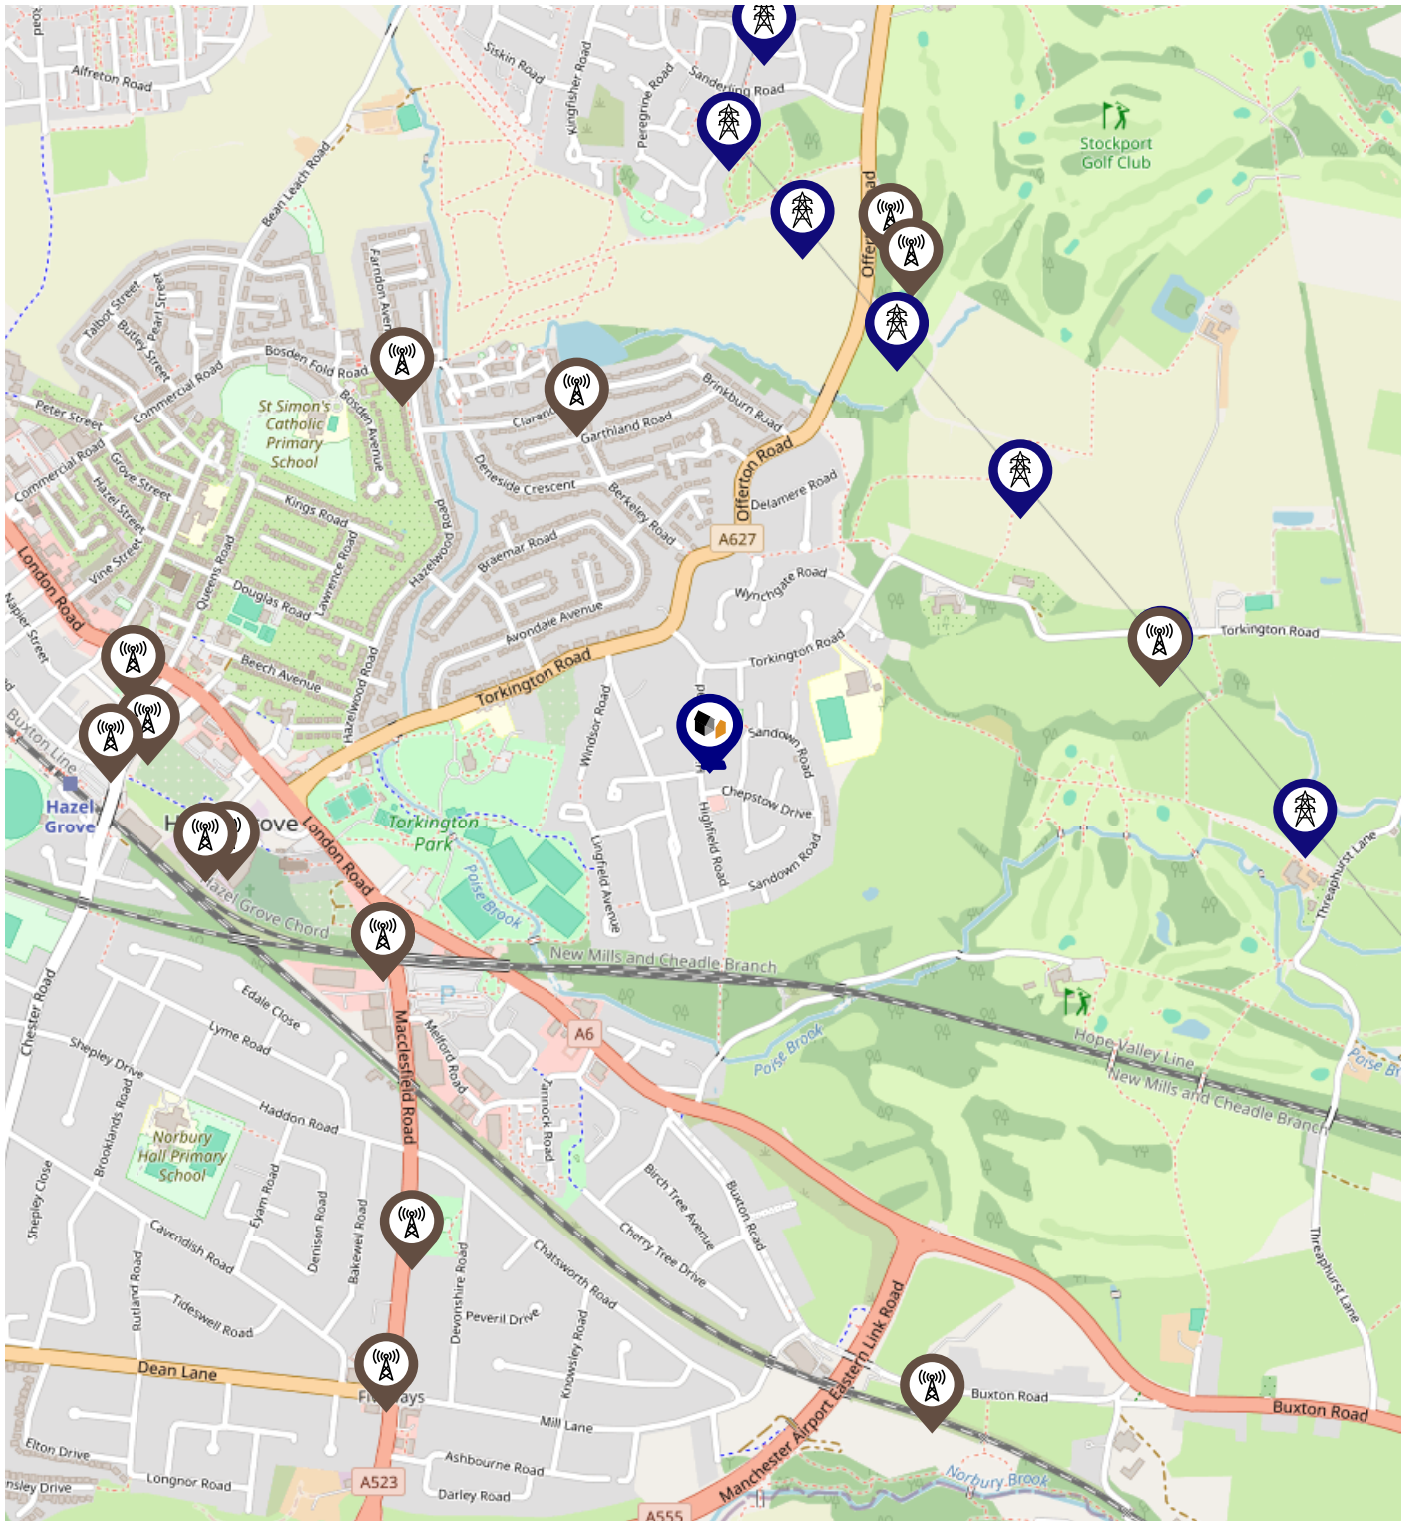 Road
Alfreton Road
Siskin Road
Kingfisher Road
Peregrine Road
Sanderling Road
Stockport
Golf Club
Bean Leach Road
Talbot Street
Pearl Street
Butley Street
Bosden Fold Road
Commercial Road
Peter Street
St Simon's
Catholic
Primary
School
Bosden Avenue
Brinkburn Road
Garthland Road
Deneside Crescent
Berkeley Road
Offerton Road
Delamere Road
A627
Commercial Road
Grove Street
Hazel Street
Vine Street
Kings Road
Lawrence Road
Queens Road
Douglas Road
Hazelwood Road
Braemar Road
Avondale Avenue
Wynchgate Road
Torkington Road
Torkington Road
London Road
Napier Street
Beech Avenue
Hazelwood Road
Torkington Road
Windsor Road
Buxton Line
Hazel
Grove
Sandown Road
Chepstow Drive
Highfield Road
Sandown Road
Lingfield Avenue
Torkington
Park
Poise Brook
London Road
Hazel Grove Chord
New Mills and Cheadle Branch
Threaphurst Lane
Chester Road
Edale Close
Lyme Road
Shepley Drive
Brooklands Road
Haddon Road
P
Melford Road
A6
Macclesfield Road
Tannock Road
Poise Brook
Hope Valley Line
New Mills and Cheadle Branch
Poise Br
Norbury
Hall Primary
School
Shepley Close
Eyam Road
Denison Road
Bakewell Road
Cavendish Road
Rutland Road
Tideswell Road
Devonshire Road
Peveril Drive
Chatsworth Road
Knowsley Road
Cherry Tree Drive
Birch Tree Avenue
Buxton Road
Threaphurst Lane
Dean Lane
Mill Lane
Manchester Airport Eastern Link Road
Buxton Road
Buxton Road
Elton Drive
Longnor Road
nsley Drive
Ashbourne Road
Darley Road
A523
A555
Norbury Brook